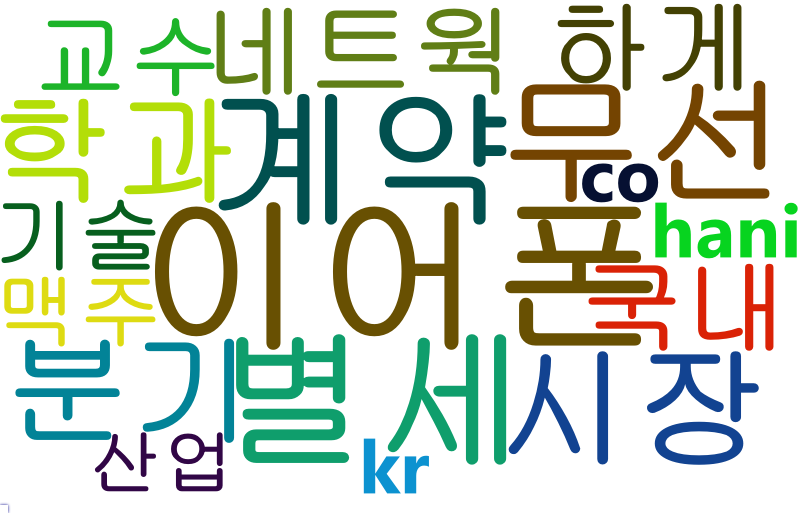 교수 네트웍 하게
학과 계약 무선
co
기술 이어폰 hani
맥주 국내
분기 별세 시장
산업 kr